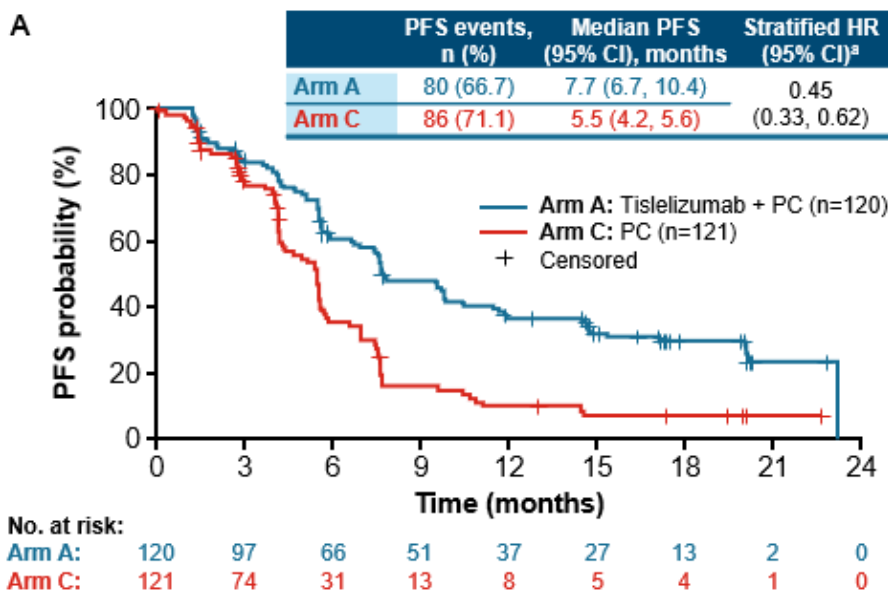 A
PFS events, n (%) Median PFS (95% CI), months Stratified HR (95% CI)ª
Arm A 80 (66.7) 7.7 (6.7, 10.4) 0.45 (0.33, 0.62)
Arm C 86 (71.1) 5.5 (4.2, 5.6)
PFS probability (%)
100
80
60
40
20
0
Arm A: Tislelizumab + PC (n=120)
Arm C: PC (n=121)
+ Censored
0 3 6 9 12 15 18 21 24
Time (months)
No. at risk:
Arm A: 120 97 66 51 37 27 13 2 0
Arm C: 121 74 31 13 8 5 4 1 0